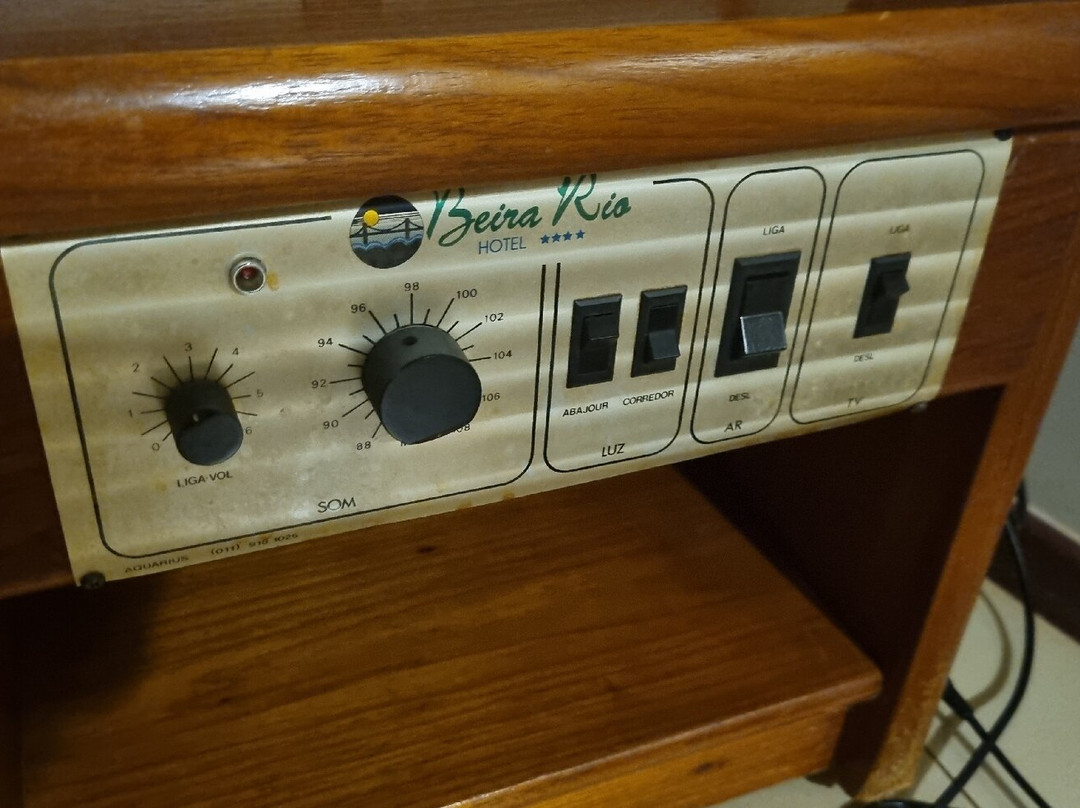 Beira Rio
HOTEL ★★★★
0 1 2 3 4 5 6
LIGA-VOL
88 90 92 94 96 98 100 102 104 106 108
SOM
ABAJOUR CORREDOR
LUZ
LIGA
DESL
AR
LIGA
DESL
TV
AQUARIUS (011)